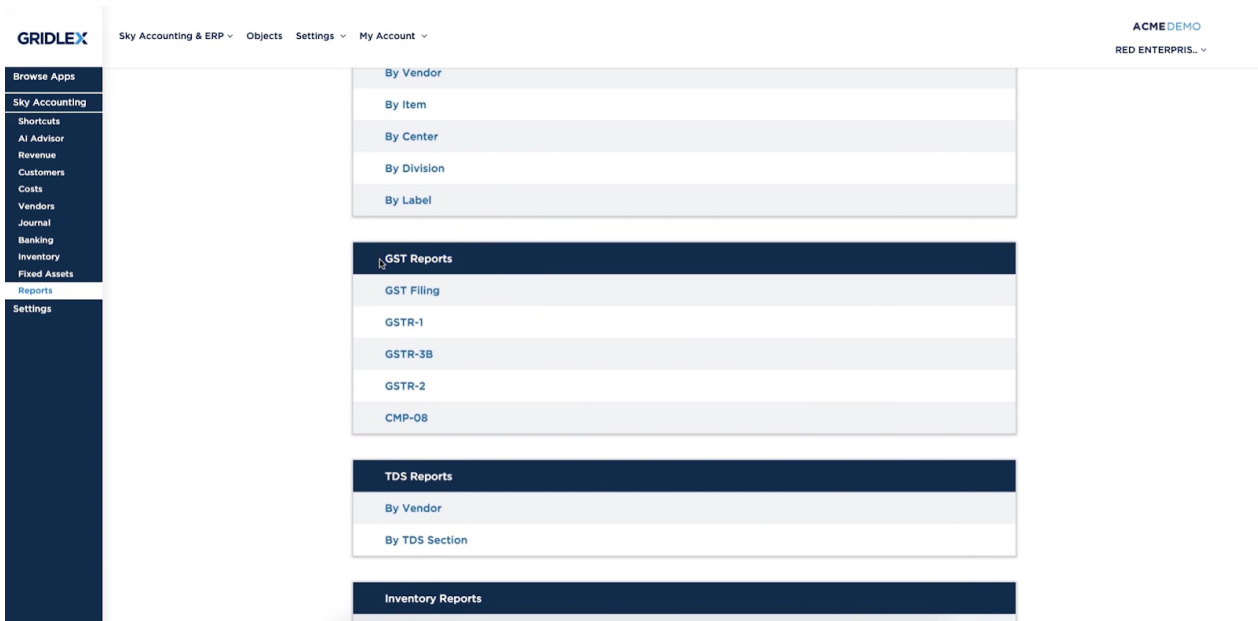 GRIDLEX
Sky Accounting & ERP Objects Settings My Account
ACMEDEMO
RED ENTERPRIS..
Browse Apps
Sky Accounting
Shortcuts
AI Advisor
Revenue
Customers
Costs
Vendors
Journal
Banking
Inventory
Fixed Assets
Reports
Settings
By Vendor
By Item
By Center
By Division
By Label
GST Reports
GST Filing
GSTR-1
GSTR-3B
GSTR-2
CMP-08
TDS Reports
By Vendor
By TDS Section
Inventory Reports